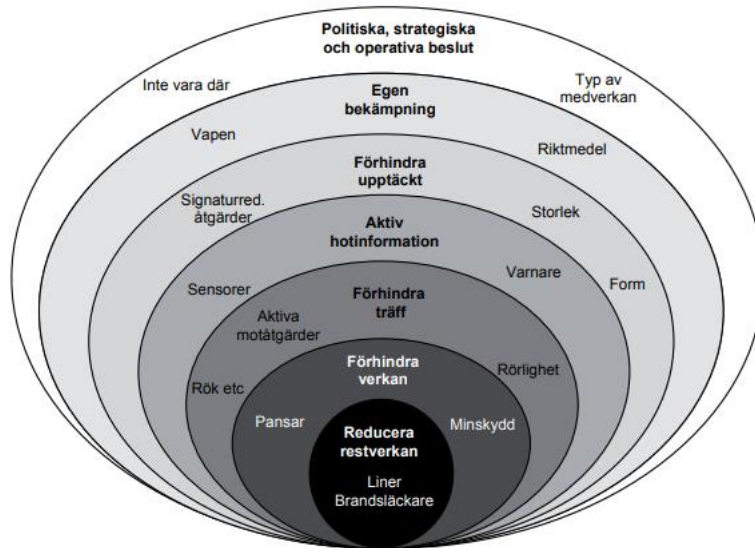 Politiska, strategiska
och operativa beslut
Inte vara där
Typ av
medverkan
Egen
bekämpning
Vapen
Riktmedel
Förhindra
upptäckt
Signaturred.
åtgärder
Storlek
Aktiv
hotinformation
Sensorer
Varnare
Form
Förhindra
träff
Aktiva
motåtgärder
Rök etc
Rörlighet
Förhindra
verkan
Pansar
Minskydd
Reducera
restverkan
Liner
Brandsläckare